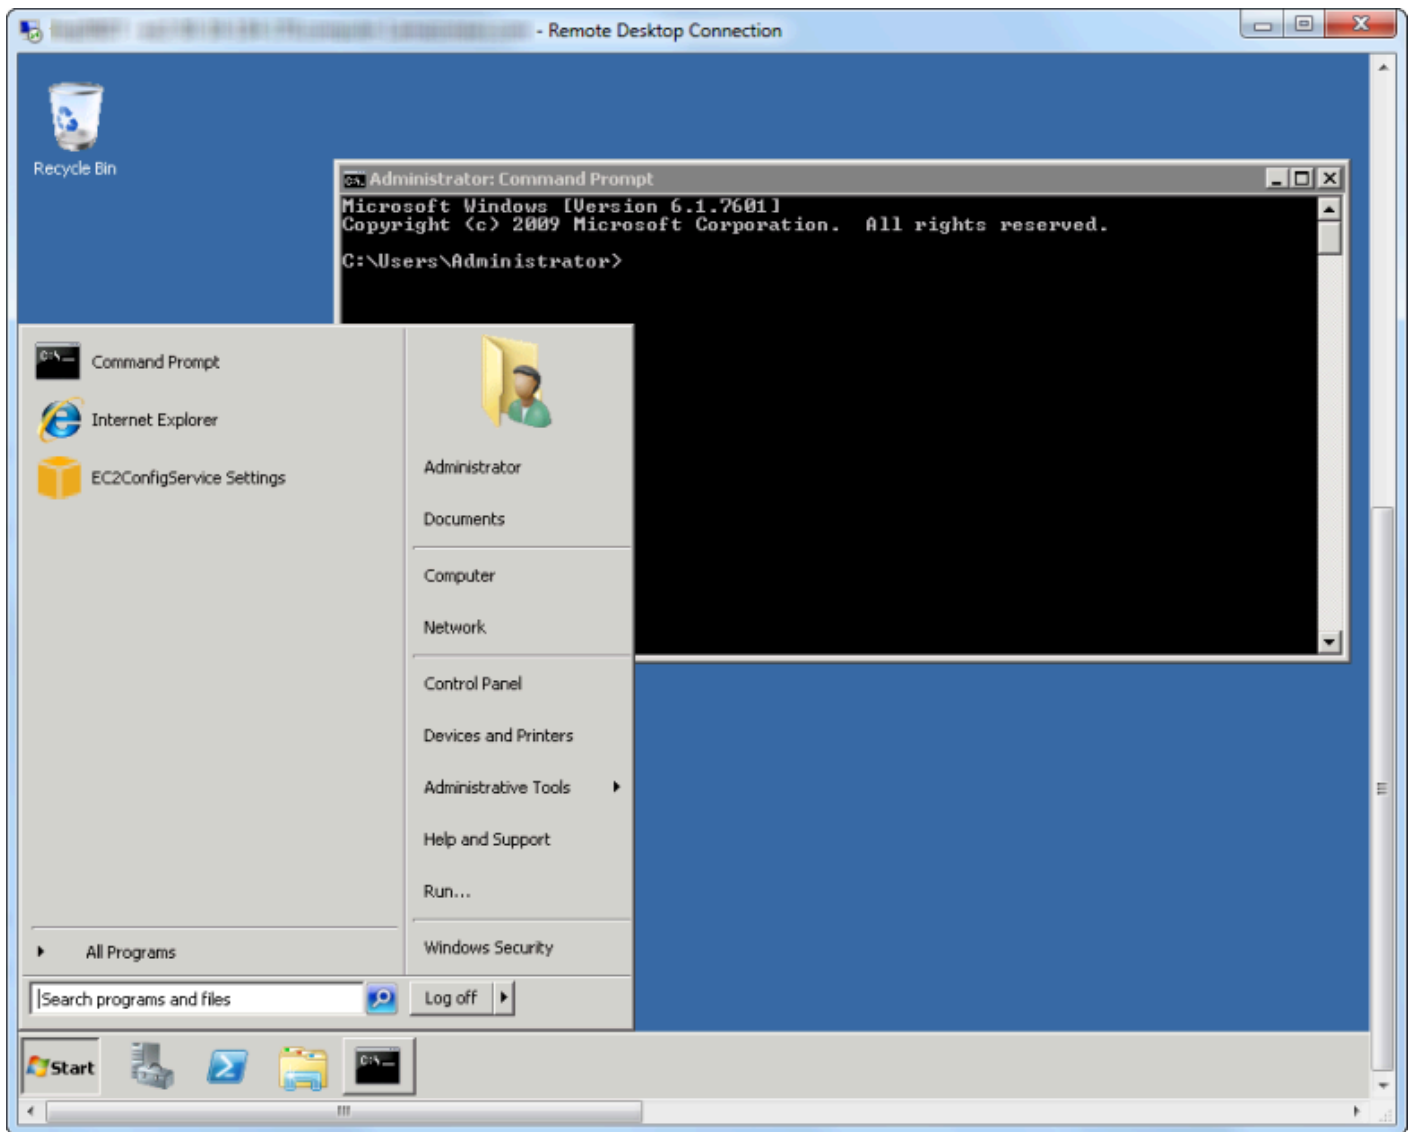 - Remote Desktop Connection
Recycle Bin
Administrator: Command Prompt
Microsoft Windows [Version 6.1.7601]
Copyright (c) 2009 Microsoft Corporation.  All rights reserved.
C:\Users\Administrator>
Command Prompt
Internet Explorer
EC2ConfigService Settings
All Programs
Search programs and files
Administrator
Documents
Computer
Network
Control Panel
Devices and Printers
Administrative Tools
Help and Support
Run...
Windows Security
Log off
Start